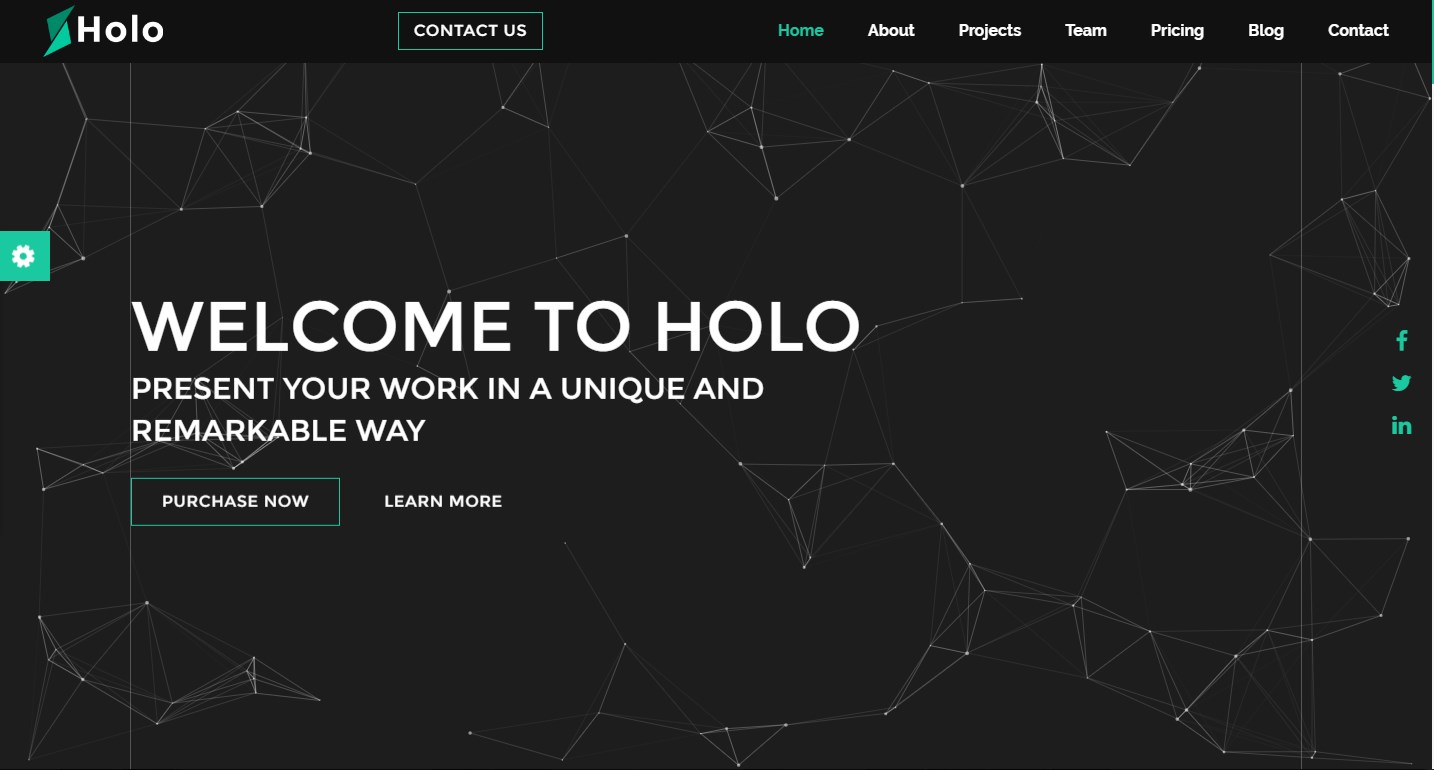 Holo
CONTACT US
Home
About
Projects
Team
Pricing
Blog
Contact
WELCOME TO HOLO
PRESENT YOUR WORK IN A UNIQUE AND
REMARKABLE WAY
PURCHASE NOW
LEARN MORE